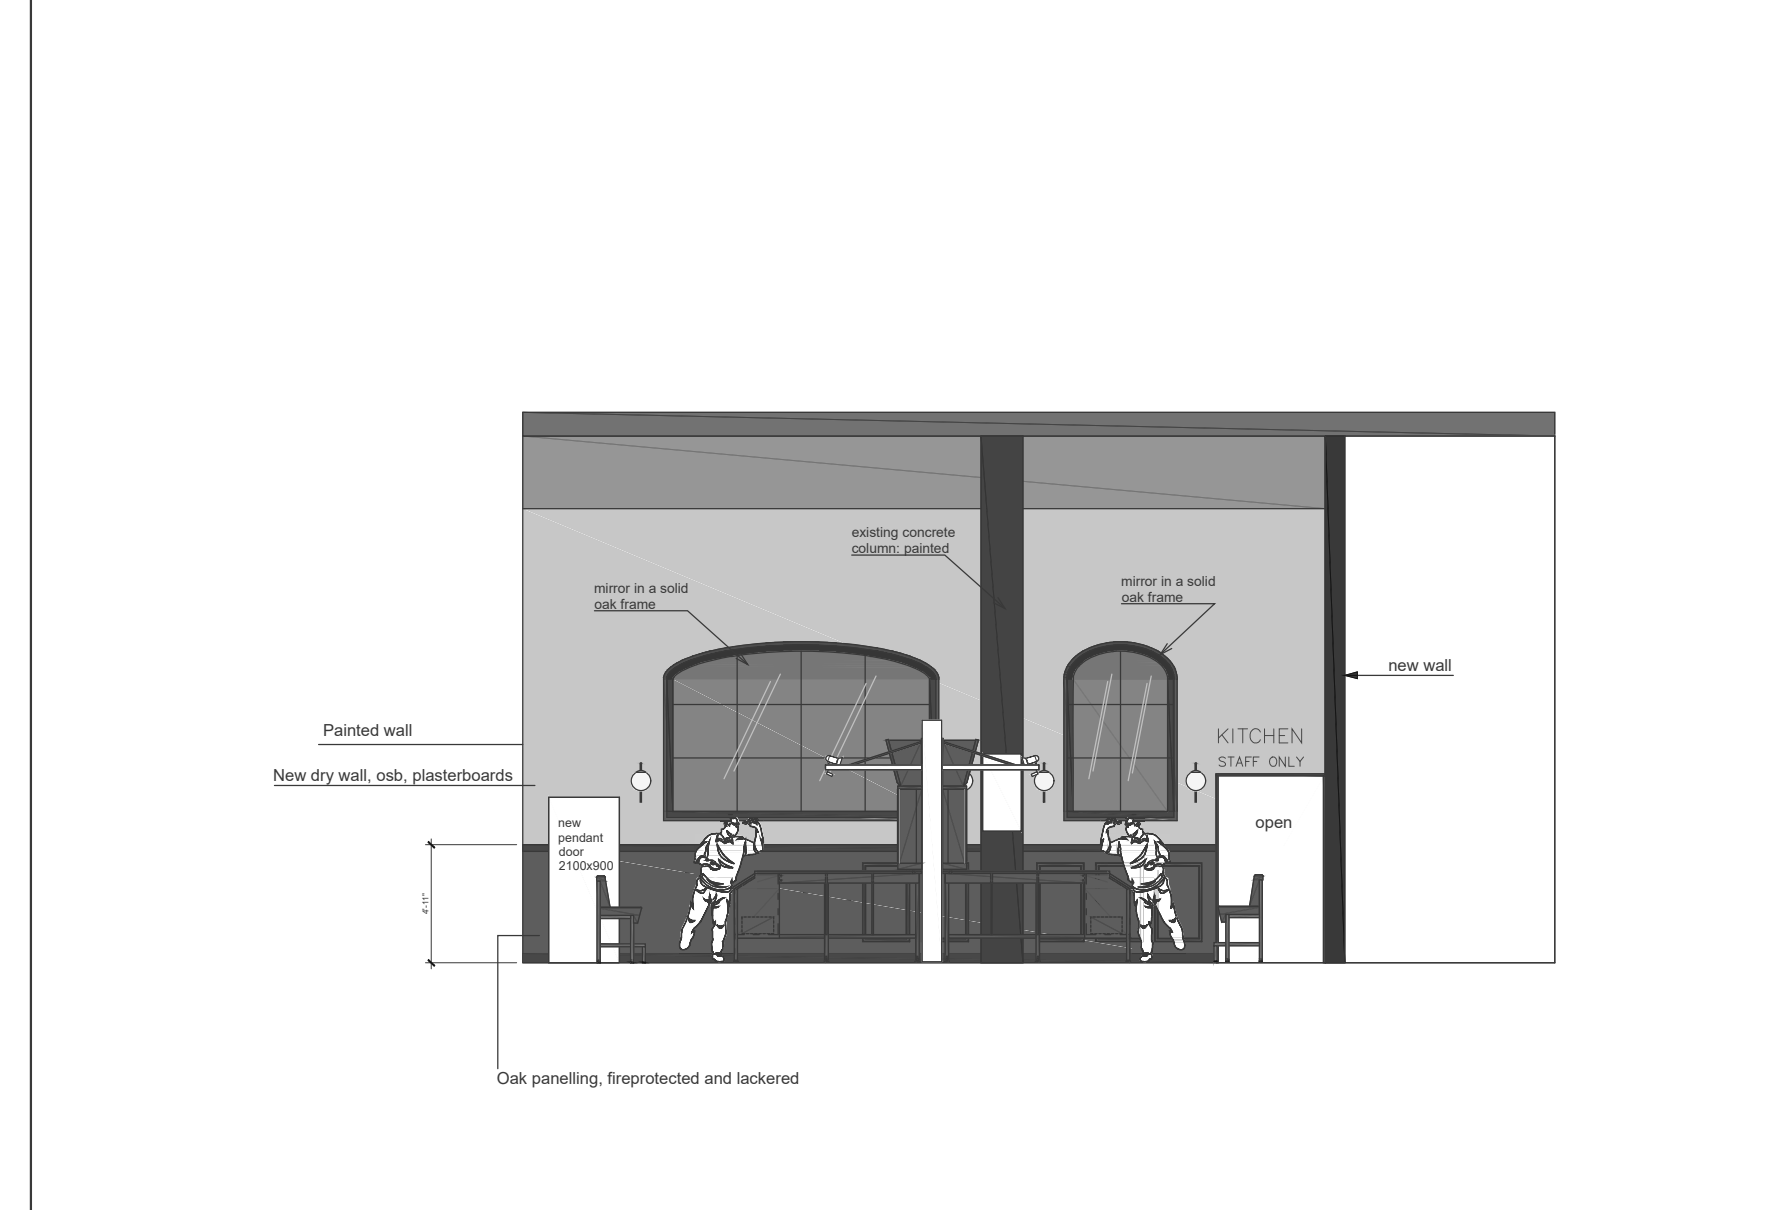 existing concrete
column: painted
mirror in a solid
oak frame
mirror in a solid
oak frame
new wall
Painted wall
KITCHEN
STAFF ONLY
New dry wall, osb, plasterboards
new
pendant
door
2100x900
open
4'-11"
Oak panelling, fireprotected and lackered